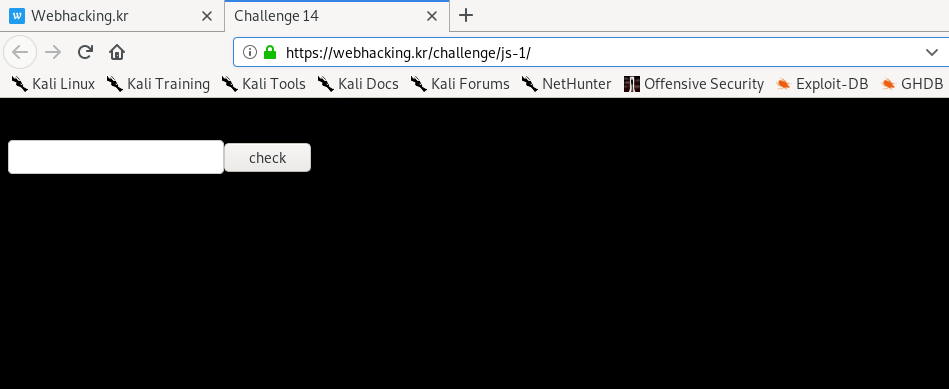 Webhacking.kr
Challenge 14
https://webhacking.kr/challenge/js-1/
Kali Linux Kali Training Kali Tools Kali Docs Kali Forums NetHunter Offensive Security Exploit-DB GHDB
check